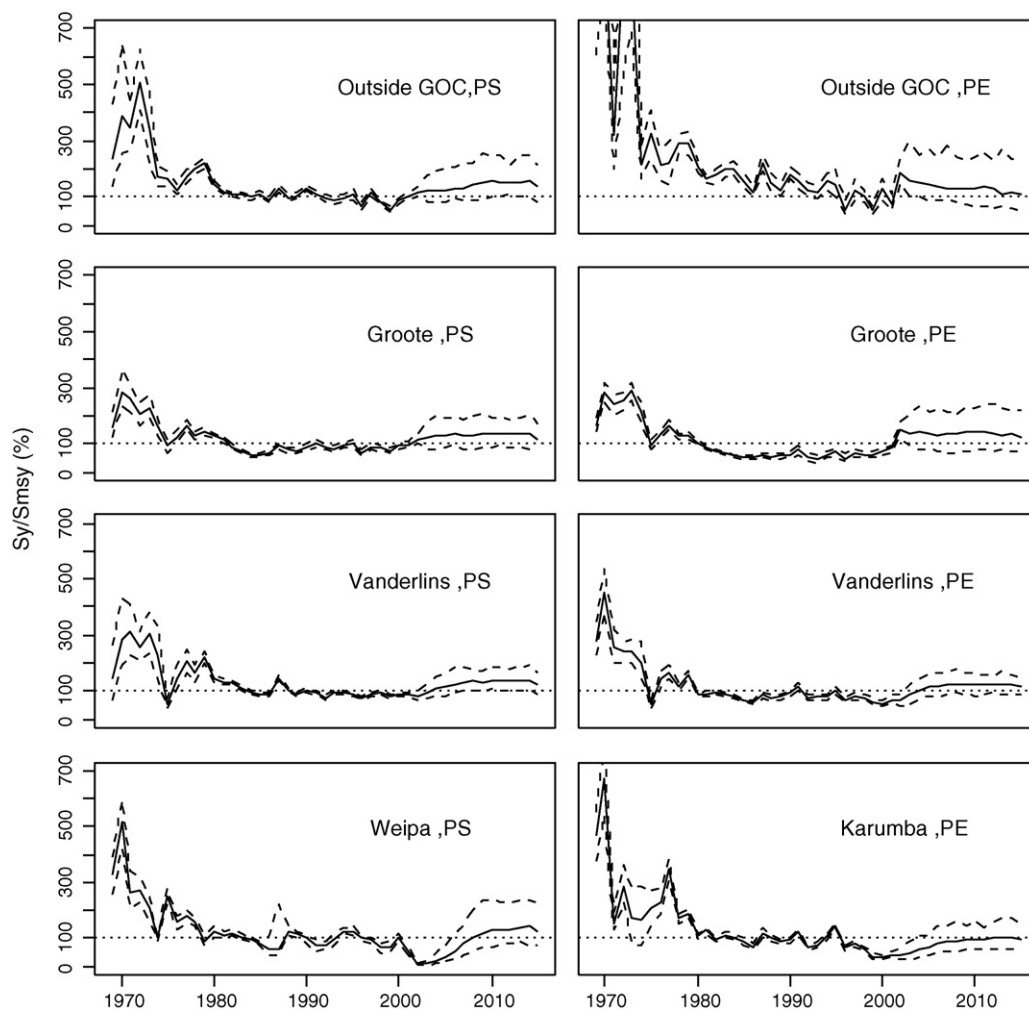 700
500
300
100
0
Outside GOC,PS
Outside GOC ,PE
700
500
300
100
0
Groote ,PS
Groote ,PE
Sy/Smsy (%)
700
500
300
100
0
Vanderlins ,PS
Vanderlins ,PE
700
500
300
100
0
Weipa ,PS
Karumba ,PE
1970 1980 1990 2000 2010
1970 1980 1990 2000 2010